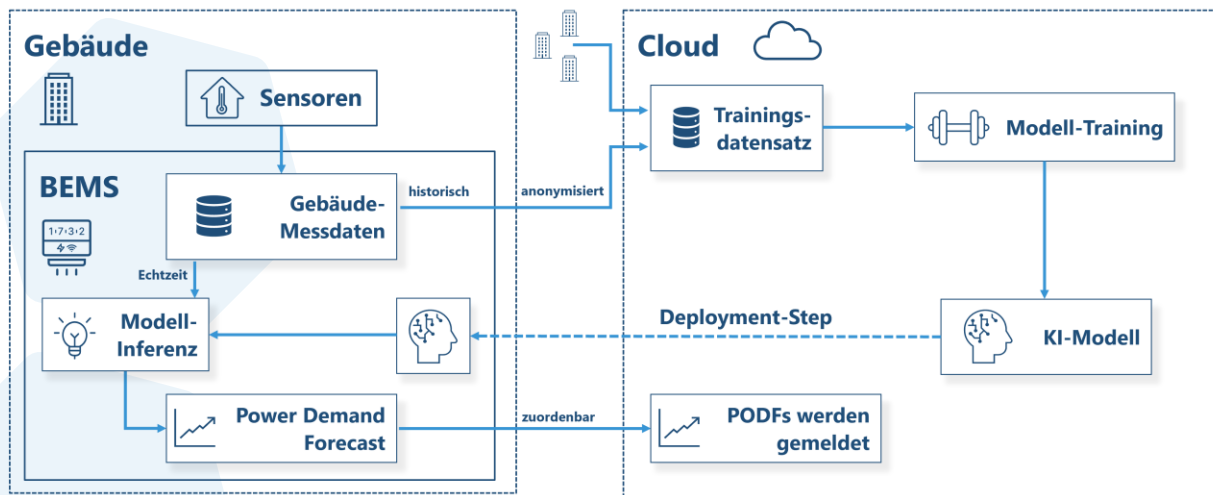 Gebäude
Cloud
Sensoren
Trainings-
datensatz
Modell-Training
BEMS
1·7·3·2
Gebäude-
Messdaten
historisch
anonymisiert
Echtzeit
Modell-
Inferenz
Deployment-Step
KI-Modell
Power Demand
Forecast
zuordenbar
PODFs werden
gemeldet